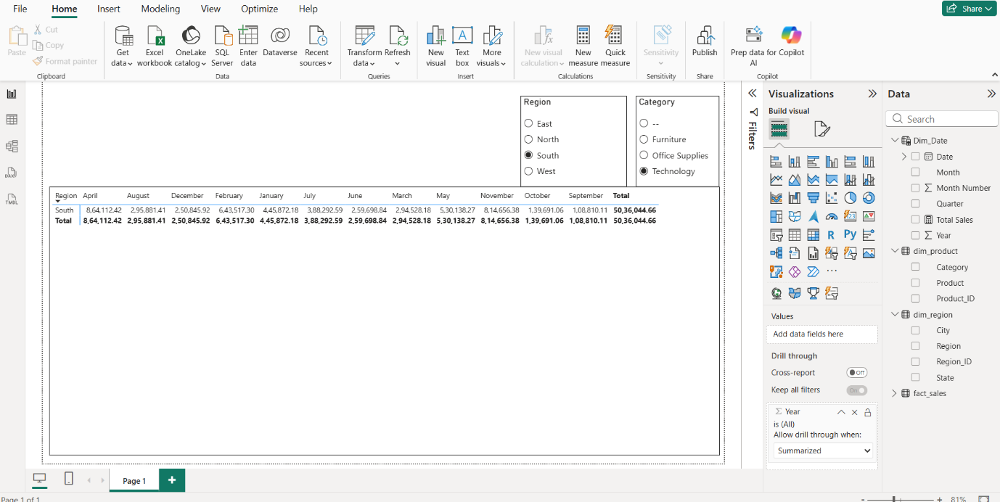 File Home Insert Modeling View Optimize Help Share
Paste Cut
Copy
Format painter
Clipboard
Get data Excel workbook OneLake catalog SQL Server Enter data Dataverse Recent sources
Data
Transform data Refresh
Queries
New visual Text box More visuals
Insert
New visual calculation New measure Quick measure
Calculations
Sensitivity
Sensitivity
Publish
Share
Prep data for AI Copilot
Copilot
Region
East
North
South
West
Category
--
Furniture
Office Supplies
Technology
Region April August December February January July June March May November October September Total
South 8,64,112.42 2,95,881.41 2,50,845.92 6,43,517.30 4,45,872.18 3,88,292.59 2,59,698.84 2,94,528.18 5,30,138.27 8,14,656.38 1,39,691.06 1,08,810.11 50,36,044.66
Total 8,64,112.42 2,95,881.41 2,50,845.92 6,43,517.30 4,45,872.18 3,88,292.59 2,59,698.84 2,94,528.18 5,30,138.27 8,14,656.38 1,39,691.06 1,08,810.11 50,36,044.66
Filters
Visualizations
Build visual
R Py
...
Values
Add data fields here
Drill through
Cross-report Off
Keep all filters On
Year
is (All)
Allow drill through when:
Summarized
Data
Search
Dim_Date
Date
Month
Month Number
Quarter
Total Sales
Year
dim_product
Category
Product
Product_ID
dim_region
City
Region
Region_ID
State
fact_sales
Page 1
Page 1 of 1
- + 81%